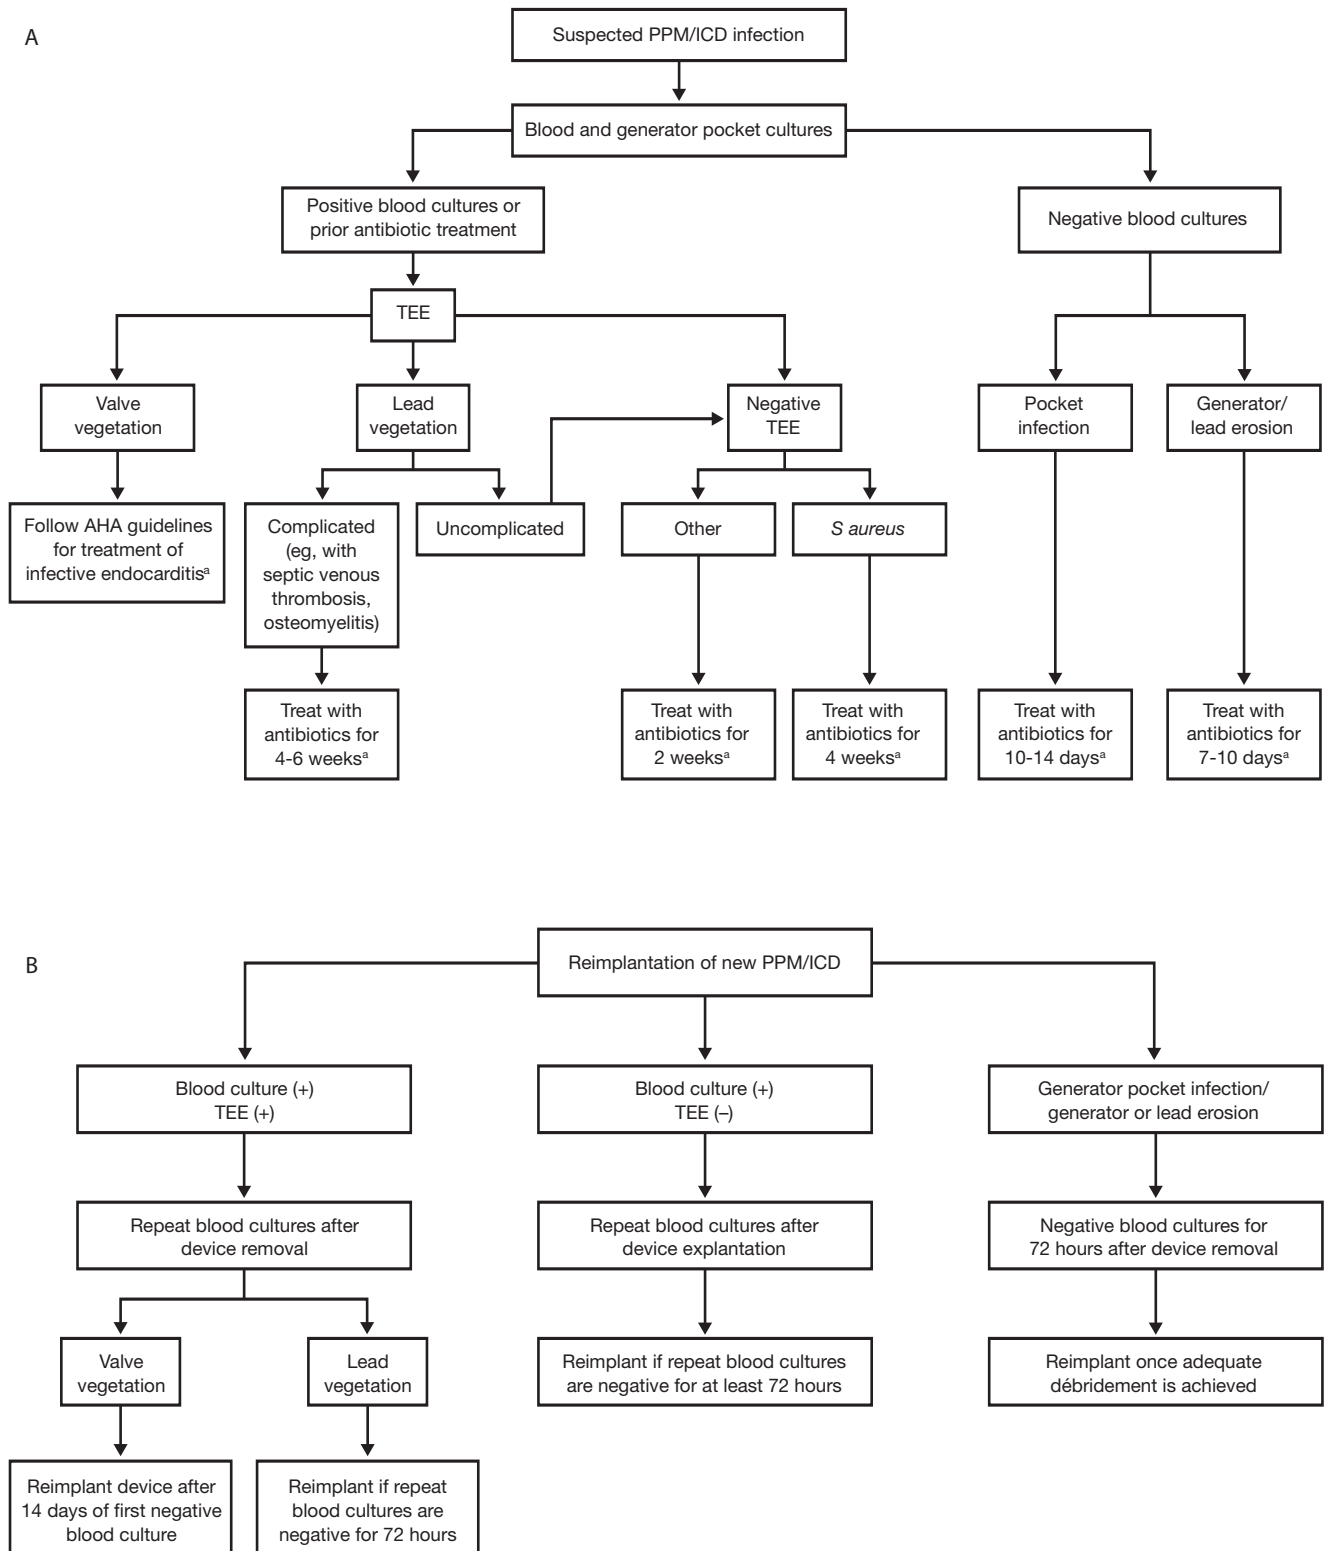 A
Suspected PPM/ICD infection
Blood and generator pocket cultures
Positive blood cultures or
prior antibiotic treatment
Negative blood cultures
TEE
Valve
vegetation
Lead
vegetation
Negative
TEE
Pocket
infection
Generator/
lead erosion
Follow AHA guidelines
for treatment of
infective endocarditisᵃ
Complicated
(eg, with
septic venous
thrombosis,
osteomyelitis)
Uncomplicated
Other
S aureus
Treat with
antibiotics for
4-6 weeksᵃ
Treat with
antibiotics for
2 weeksᵃ
Treat with
antibiotics for
4 weeksᵃ
Treat with
antibiotics for
10-14 daysᵃ
Treat with
antibiotics for
7-10 daysᵃ
B
Reimplantation of new PPM/ICD
Blood culture (+)
TEE (+)
Blood culture (+)
TEE (–)
Generator pocket infection/
generator or lead erosion
Repeat blood cultures after
device removal
Repeat blood cultures after
device explantation
Negative blood cultures for
72 hours after device removal
Valve
vegetation
Lead
vegetation
Reimplant if repeat blood cultures
are negative for at least 72 hours
Reimplant once adequate
débridement is achieved
Reimplant device after
14 days of first negative
blood culture
Reimplant if repeat
blood cultures are
negative for 72 hours